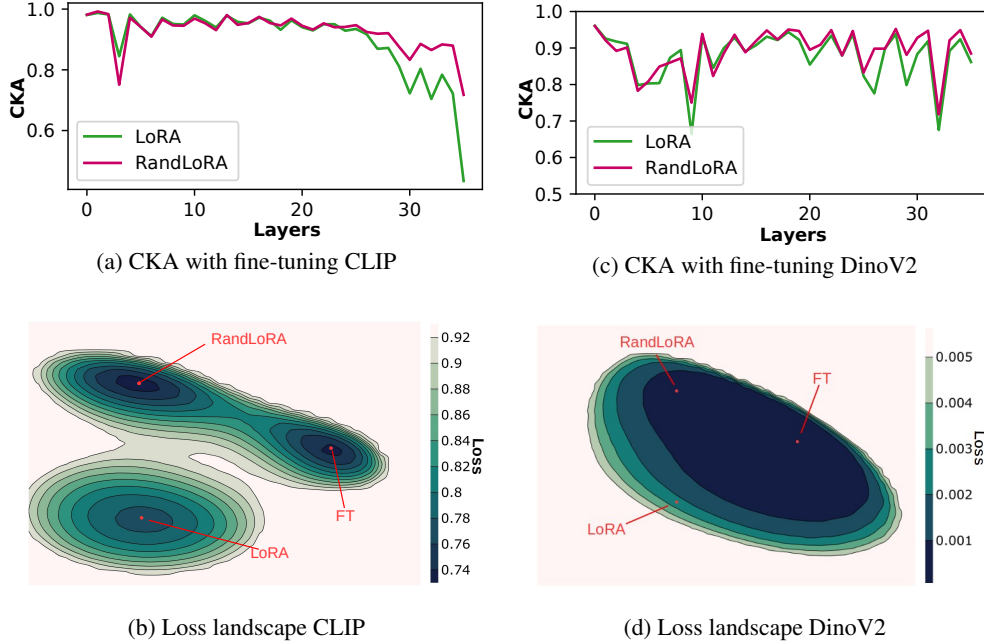 1.0
0.8
0.6
CKA
LoRA
RandLoRA
0 10 20 30
Layers
(a) CKA with fine-tuning CLIP
1.0
0.9
0.8
0.7
0.6
0.5
CKA
LoRA
RandLoRA
0 10 20 30
Layers
(c) CKA with fine-tuning DinoV2
RandLoRA
FT
LoRA
0.92
0.90
0.88
0.86
0.84
0.82
0.80
0.78
0.76
0.74
Loss
(b) Loss landscape CLIP
RandLoRA
FT
LoRA
0.005
0.004
0.003
0.002
0.001
Loss
(d) Loss landscape DinoV2